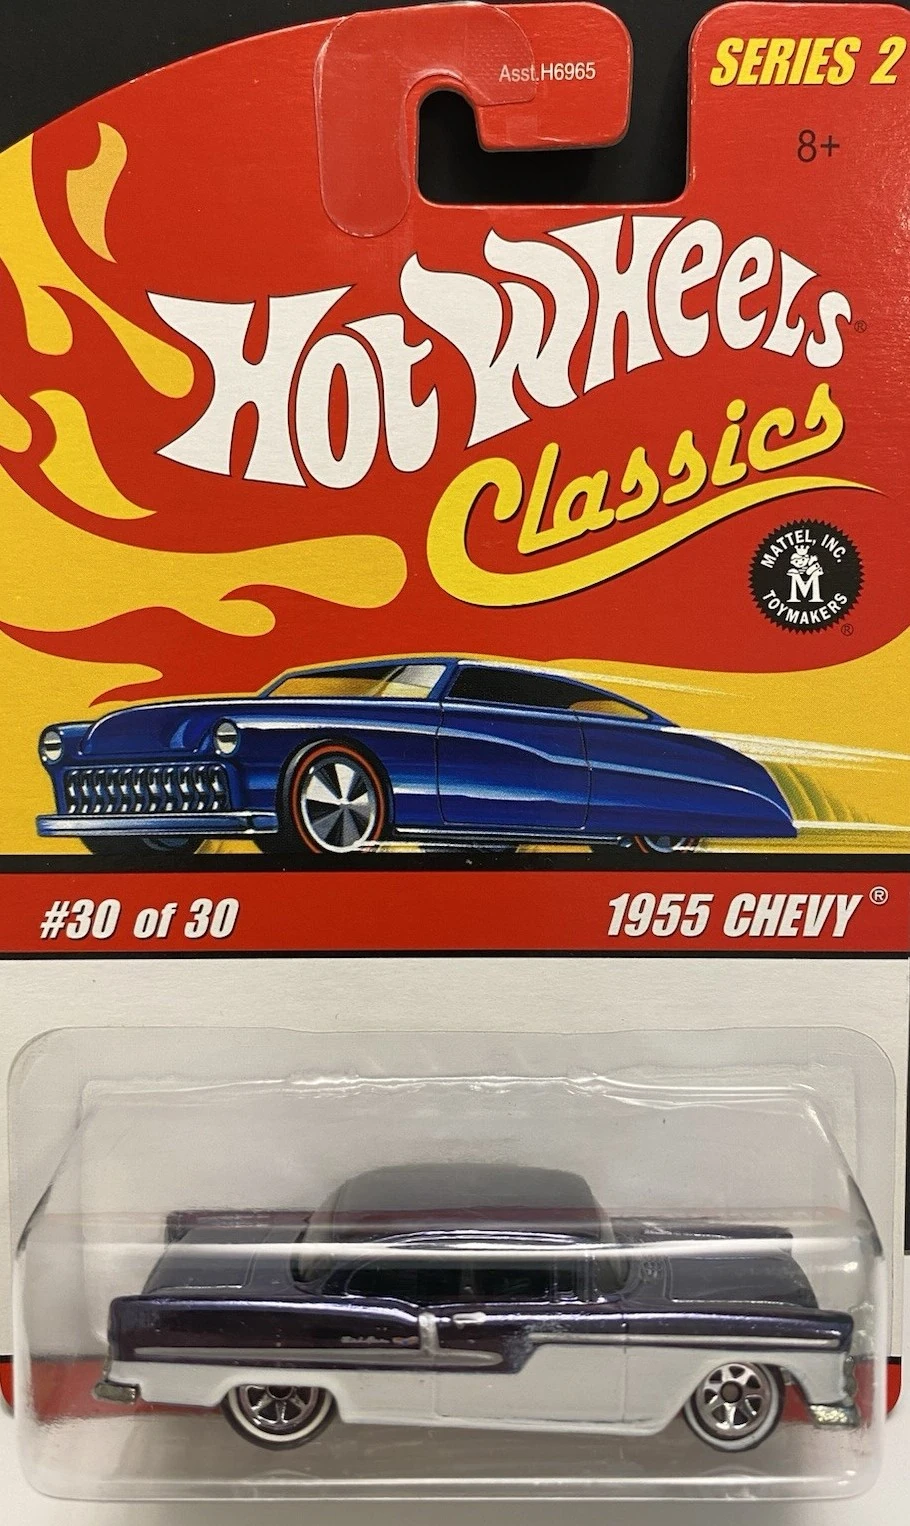 Asst.H6965
SERIES 2
8+
Hot Wheels®
Classics
MATTEL, INC.
M
TOYMAKERS
®
#30 of 30
1955 CHEVY®